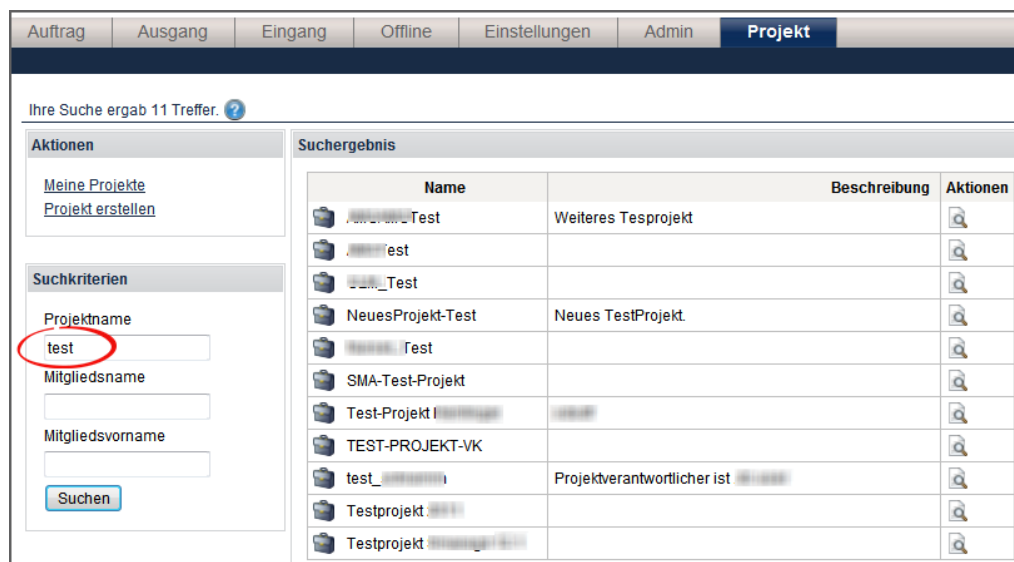 Auftrag Ausgang Eingang Offline Einstellungen Admin Projekt
Ihre Suche ergab 11 Treffer.
Aktionen
Meine Projekte
Projekt erstellen
Suchkriterien
Projektname
test
Mitgliedsname
Mitgliedsvorname
Suchen
Suchergebnis
Name Beschreibung Aktionen
Test Weiteres Tesprojekt
Test
_Test
NeuesProjekt-Test Neues TestProjekt.
Test
SMA-Test-Projekt
Test-Projekt
TEST-PROJEKT-VK
test_ Projektverantwortlicher ist
Testprojekt
Testprojekt